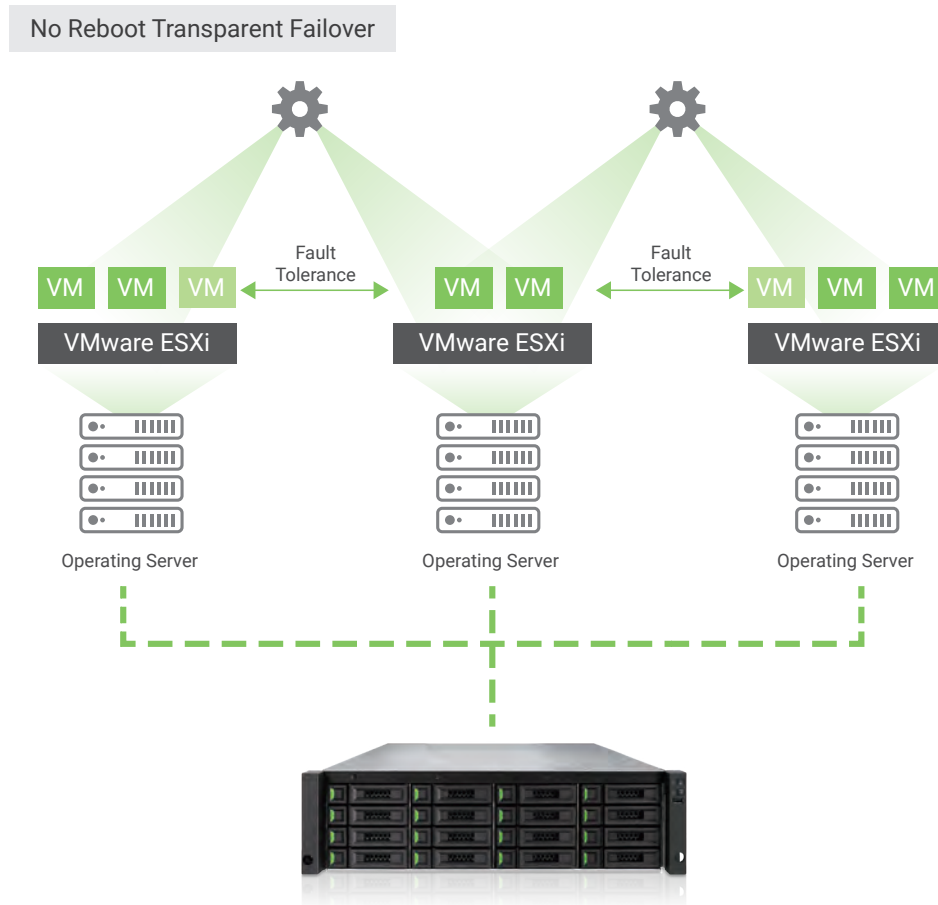 No Reboot Transparent Failover
Fault
Tolerance
Fault
Tolerance
VM VM VM
VM VM
VM VM VM
VMware ESXi
VMware ESXi
VMware ESXi
Operating Server
Operating Server
Operating Server